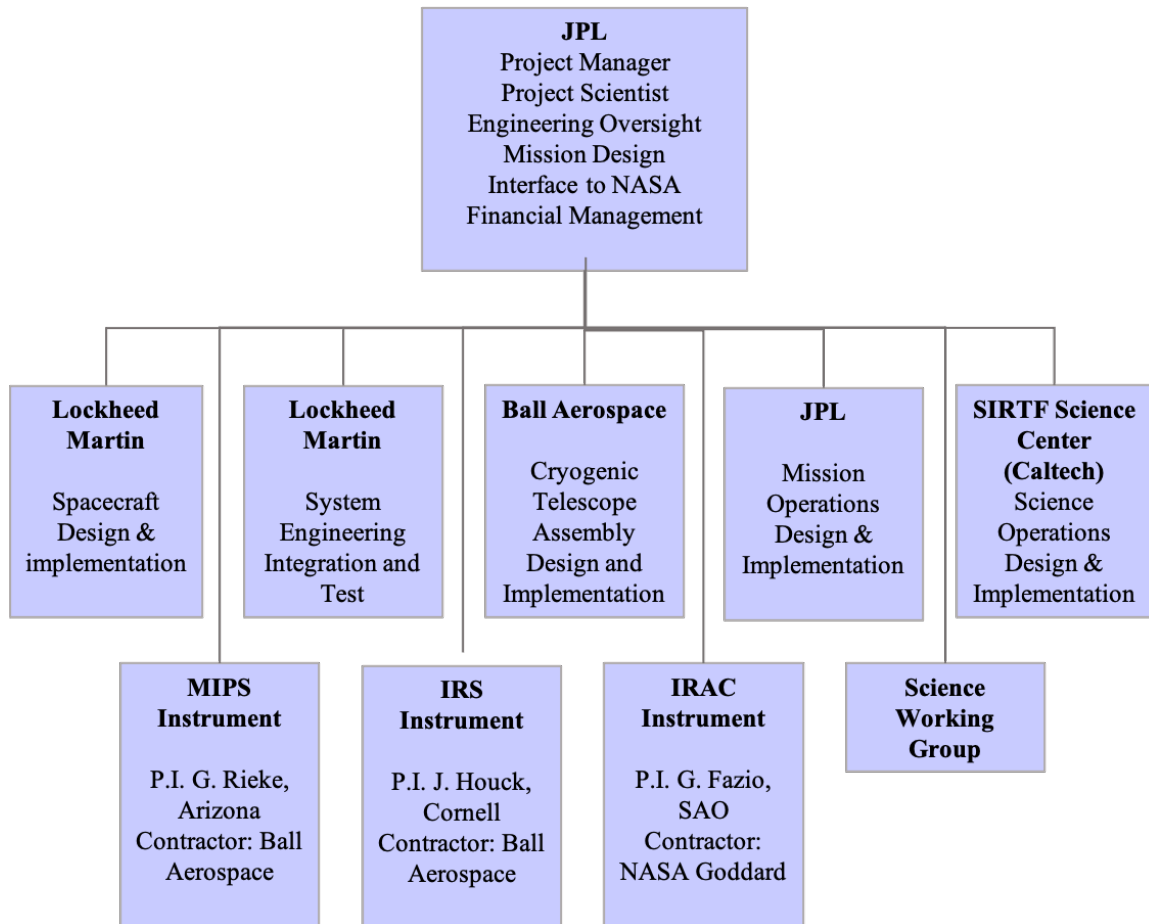 JPL
Project Manager
Project Scientist
Engineering Oversight
Mission Design
Interface to NASA
Financial Management
Lockheed
Martin
Spacecraft
Design &
implementation
Lockheed
Martin
System
Engineering
Integration and
Test
Ball Aerospace
Cryogenic
Telescope
Assembly
Design and
Implementation
JPL
Mission
Operations
Design &
Implementation
SIRTF Science
Center
(Caltech)
Science
Operations
Design &
Implementation
MIPS
Instrument
P.I. G. Rieke,
Arizona
Contractor: Ball
Aerospace
IRS
Instrument
P.I. J. Houck,
Cornell
Contractor: Ball
Aerospace
IRAC
Instrument
P.I. G. Fazio,
SAO
Contractor:
NASA Goddard
Science
Working
Group